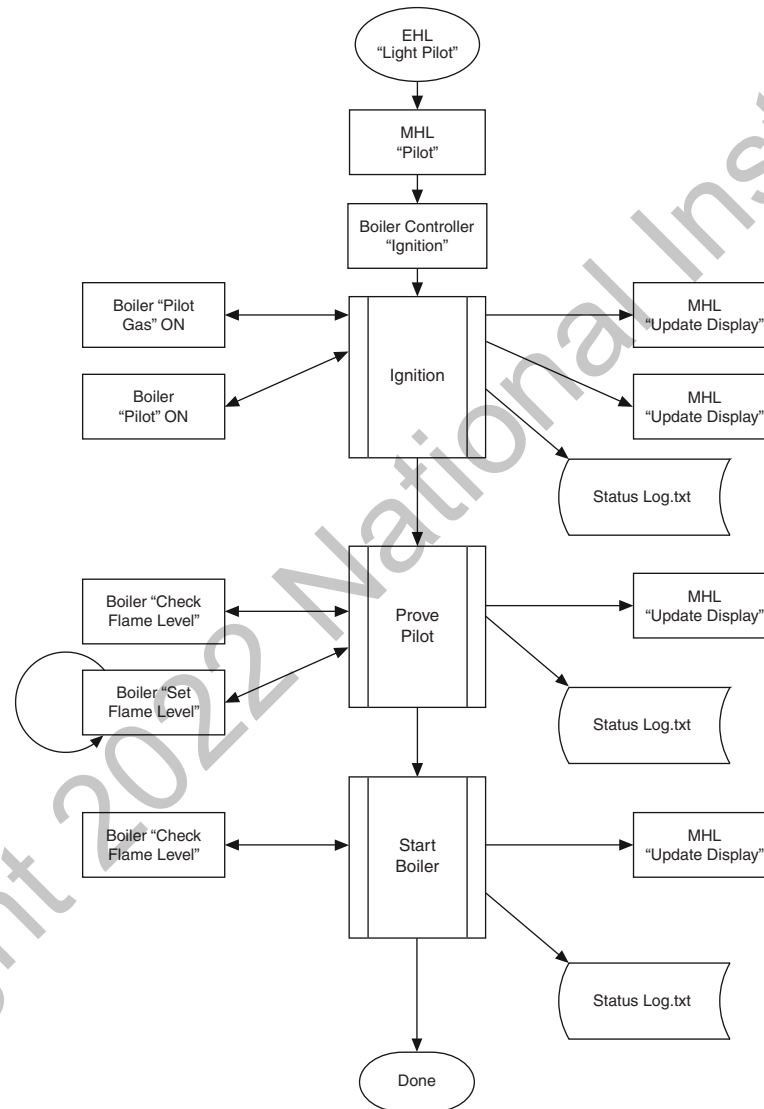 EHL
“Light Pilot”
MHL
“Pilot”
Boiler Controller
“Ignition”
Boiler “Pilot
Gas” ON
Ignition
MHL
“Update Display”
Boiler
“Pilot” ON
MHL
“Update Display”
Status Log.txt
Boiler “Check
Flame Level”
Prove
Pilot
MHL
“Update Display”
Boiler “Set
Flame Level”
Status Log.txt
Boiler “Check
Flame Level”
Start
Boiler
MHL
“Update Display”
Status Log.txt
Done
2022 National